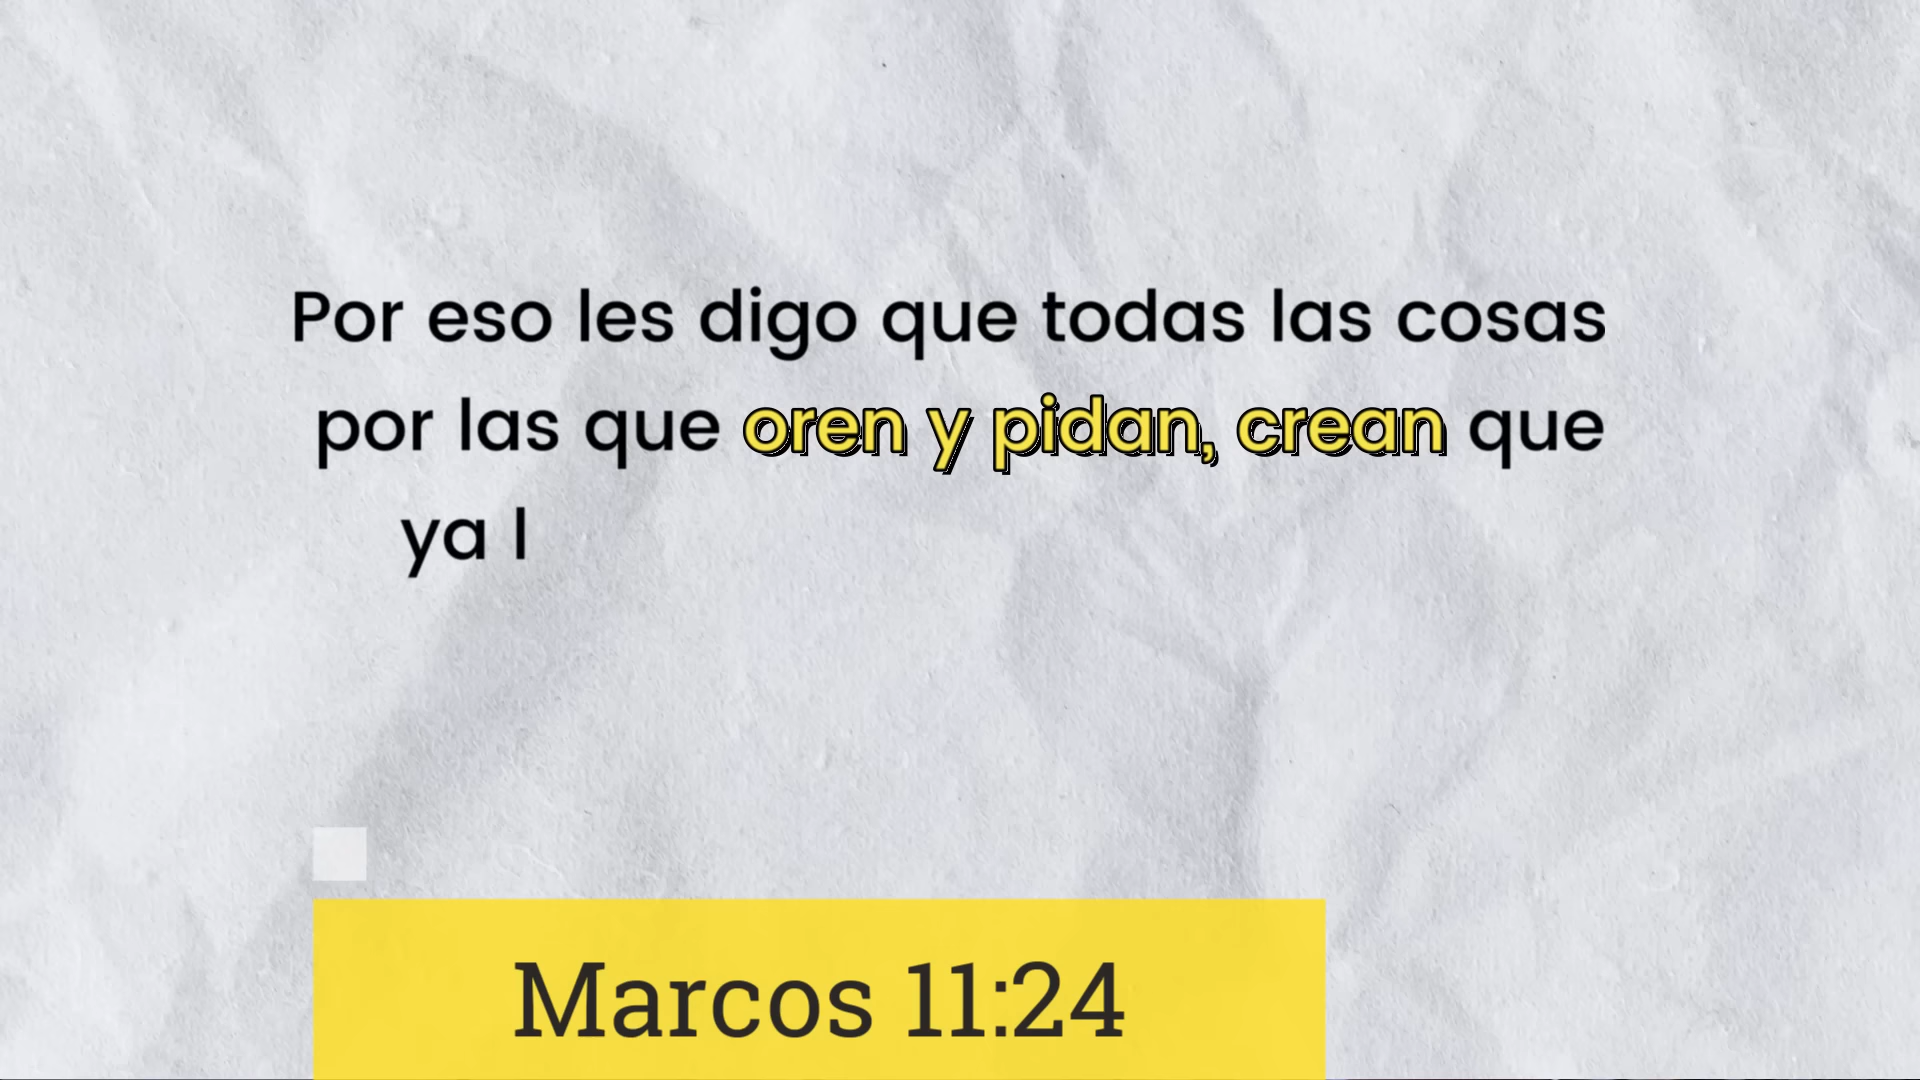 Por eso les digo que todas las cosas
por las que oren y pidan, crean que
ya l
Marcos 11:24